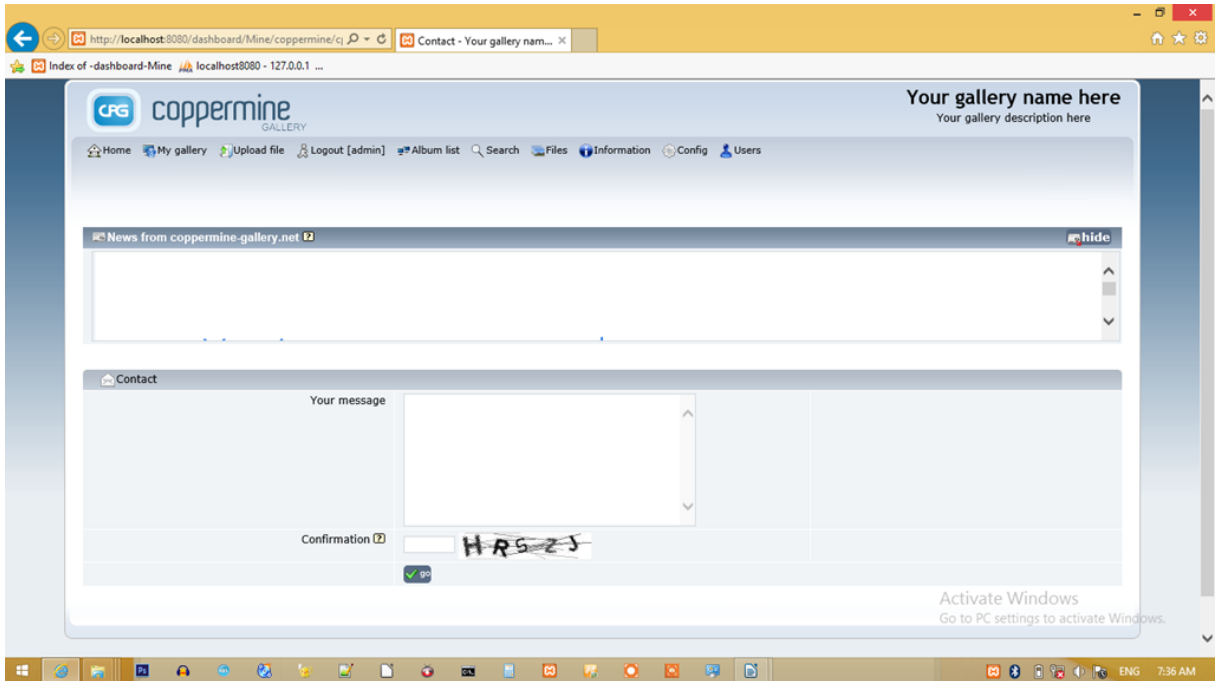 http://localhost:8080/dashboard/Mine/coppermine/c
Contact - Your gallery nam...
Index of -dashboard-Mine localhost8080 - 127.0.0.1 ...
CPG coppermine
GALLERY
Your gallery name here
Your gallery description here
Home My gallery Upload file Logout [admin] Album list Search Files Information Config Users
News from coppermine-gallery.net
hide
Contact
Your message
Confirmation
HRSZJ
go
Activate Windows
Go to PC settings to activate Windows.
Ps
ENG 7:36 AM